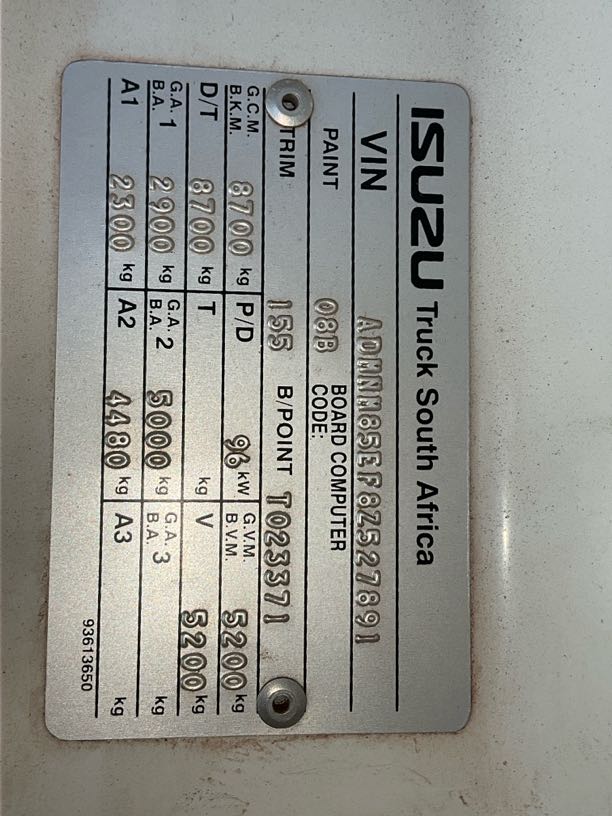 ISUZU Truck South Africa
VIN ADMNM85EF8Z527891
PAINT 08B BOARD COMPUTER CODE:
TRIM 155 B/POINT T023371
G.C.M. B.K.M. 8700 kg P/D 96 kW G.V.M. B.V.M. 5200 kg
D/T 8700 kg T kg V 5200 kg
G.A. 1 B.A. 2900 kg G.A. 2 B.A. 5000 kg G.A. 3 B.A. kg
A1 2300 kg A2 4480 kg A3 kg
93613650